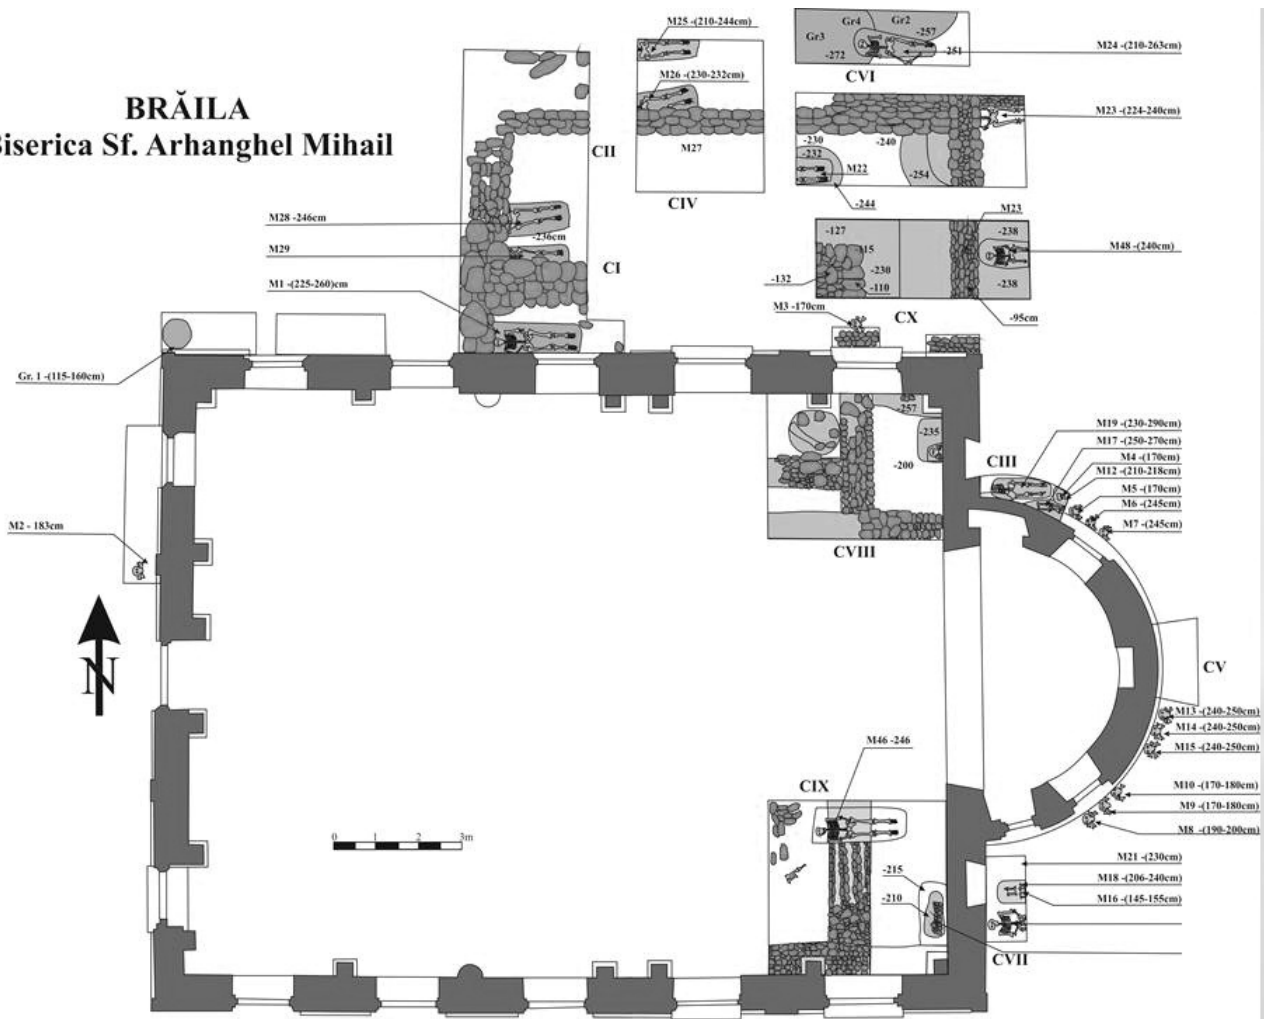 BRĂILA
Biserica Sf. Arhanghel Mihail
M25 -(210-244cm)
M26 -(230-232cm)
M27
CIV
Gr4
Gr2
Gr3
-257
-251
-272
CVI
M24 -(210-263cm)
M23 -(224-240cm)
-230
-232
-240
M22
-254
-244
M23
-127
-115
-238
M48 -(240cm)
-132
-230
-110
-238
CX
-95cm
M3 -170cm
CII
M28 -246cm
-236cm
M29
CI
M1 -(225-260)cm
Gr. 1 -(115-160cm)
-257
-235
-200
CVIII
M19 -(230-290cm)
M17 -(250-270cm)
CIII
M4 -(170cm)
M12 -(210-218cm)
M5 -(170cm)
M6 -(245cm)
M7 -(245cm)
M2 - 183cm
N
CV
M13 -(240-250cm)
M14 -(240-250cm)
M15 -(240-250cm)
M46 -246
CIX
M10 -(170-180cm)
M9 -(170-180cm)
M8 -(190-200cm)
0 1 2 3m
M21 -(230cm)
-215
M18 -(206-240cm)
-210
M16 -(145-155cm)
CVII